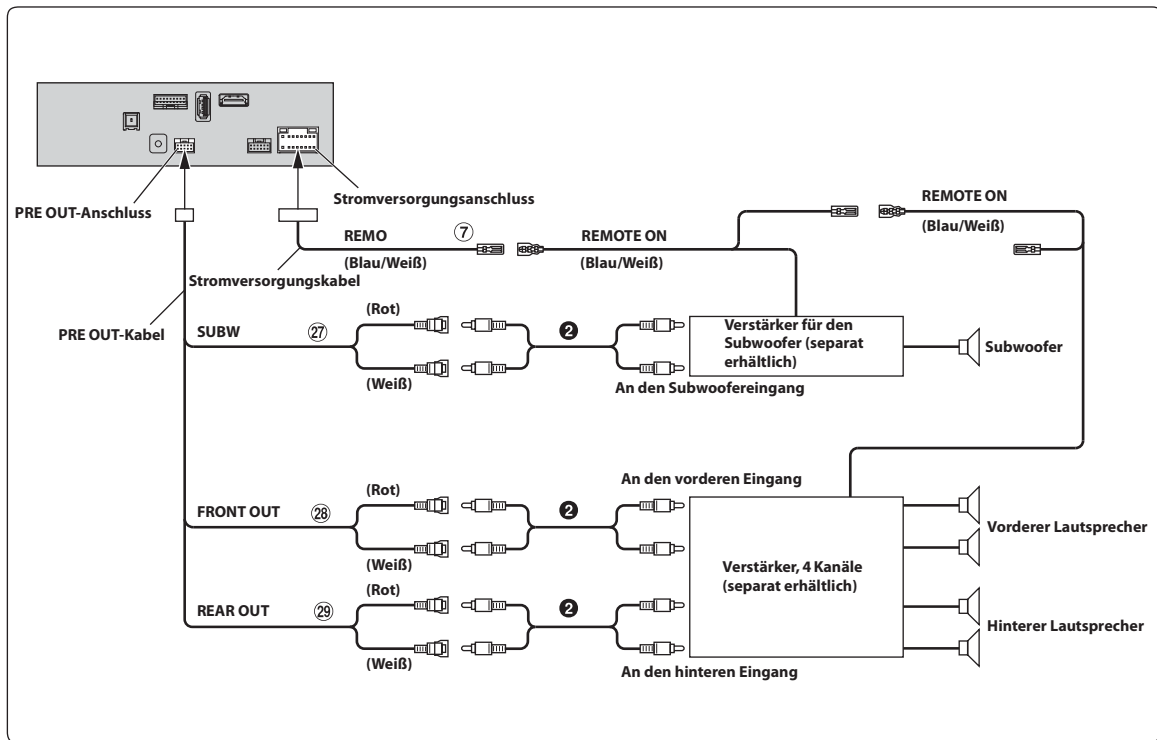 REMOTE ON
PRE OUT-Anschluss
Stromversorgungsanschluss
REMO
⑦
REMOTE ON
(Blau/Weiß)
(Blau/Weiß)
(Blau/Weiß)
Stromversorgungskabel
PRE OUT-Kabel
(Rot)
SUBW
㉗
❷
Verstärker für den
Subwoofer (separat
erhältlich)
Subwoofer
(Weiß)
An den Subwoofereingang
An den vorderen Eingang
(Rot)
FRONT OUT
㉘
❷
Vorderer Lautsprecher
(Weiß)
Verstärker, 4 Kanäle
(separat erhältlich)
(Rot)
REAR OUT
㉙
❷
Hinterer Lautsprecher
(Weiß)
An den hinteren Eingang